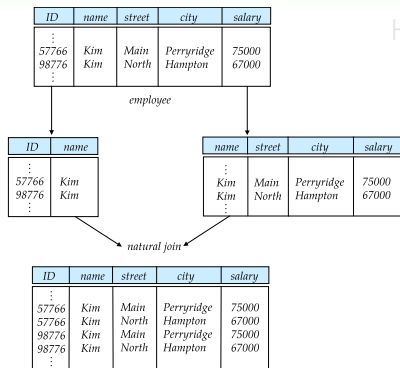 ID name street city salary
⋮
57766 Kim Main Perryridge 75000
98776 Kim North Hampton 67000
⋮
employee
ID name
⋮
57766 Kim
98776 Kim
⋮
name street city salary
⋮
Kim Main Perryridge 75000
Kim North Hampton 67000
⋮
natural join
ID name street city salary
⋮
57766 Kim Main Perryridge 75000
57766 Kim North Hampton 67000
98776 Kim Main Perryridge 75000
98776 Kim North Hampton 67000
⋮